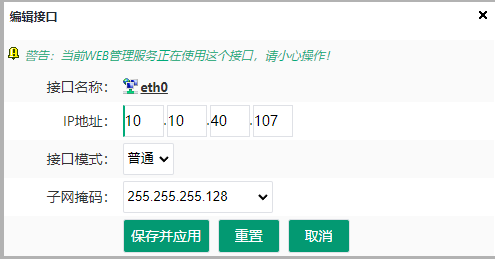 编辑接口
警告：当前WEB管理服务正在使用这个接口，请小心操作！
接口名称： eth0
IP地址： 10.10.40.107
接口模式： 普通
子网掩码： 255.255.255.128
保存并应用 重置 取消